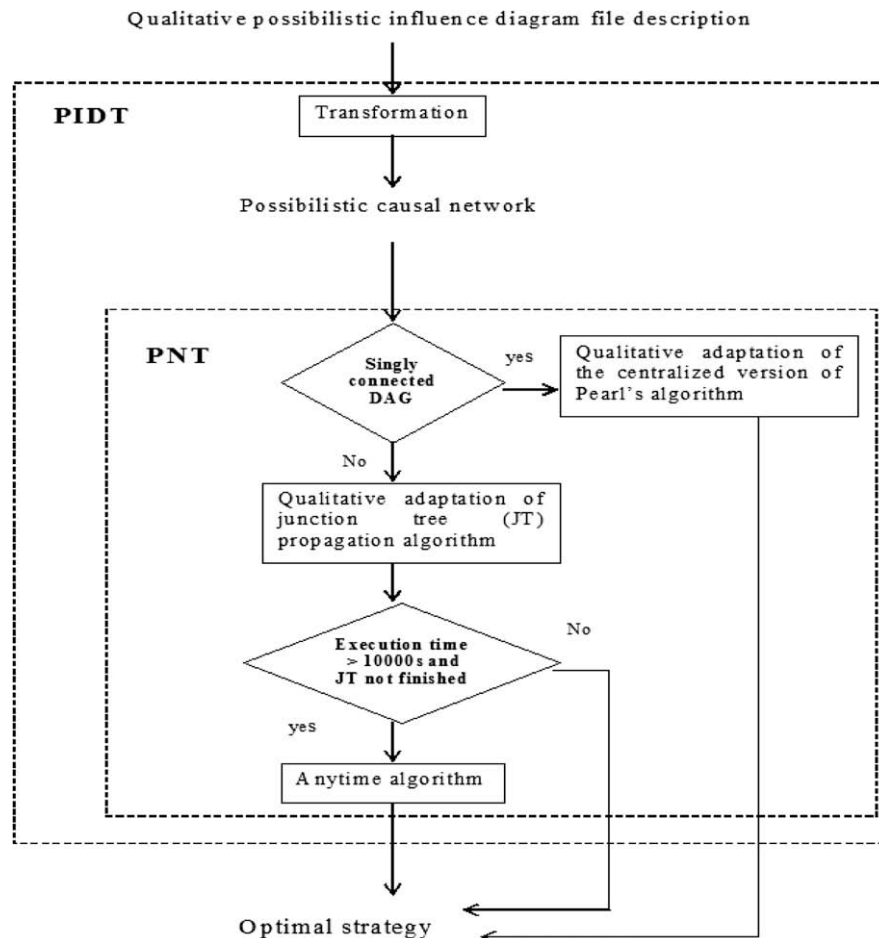 Qualitative possibilistic influence diagram file description
PIDT
Transformation
Possibilistic causal network
PNT
Singly
connected
DAG
yes
Qualitative adaptation of
the centralized version of
Pearl's algorithm
No
Qualitative adaptation of
junction tree (JT)
propagation algorithm
Execution time
> 10000s and
JT not finished
No
yes
Anytime algorithm
Optimal strategy